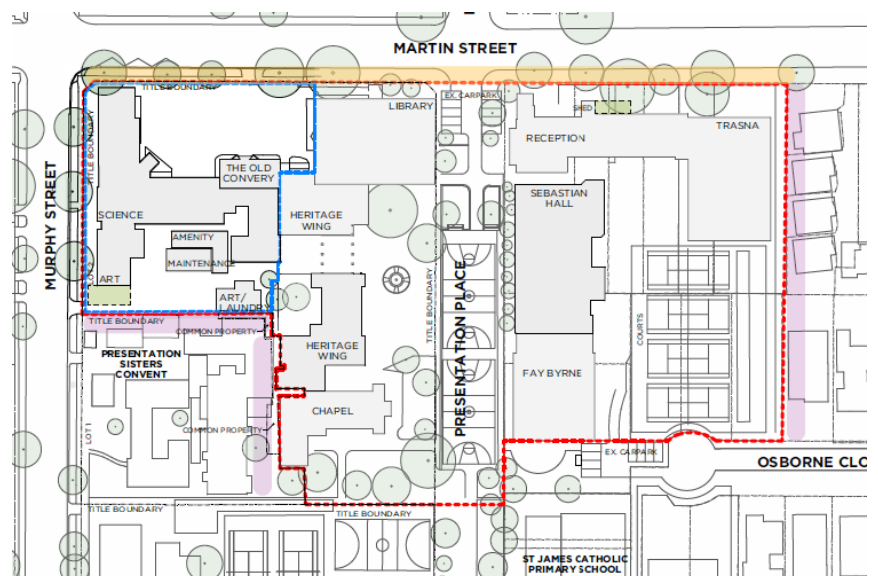 MARTIN STREET
TITLE BOUNDARY
EX. CARPARK
LIBRARY
SHED
TRASNA
RECEPTION
TITLE BOUNDARY
THE OLD
CONVERY
SEBASTIAN
HALL
MURPHY STREET
SCIENCE
HERITAGE
WING
AMENITY
MAINTENANCE
ART
ART/
LAUNDRY
TITLE BOUNDARY
PRESENTATION PLACE
COURTS
TITLE BOUNDARY
COMMON PROPERTY
HERITAGE
WING
PRESENTATION
SISTERS
CONVENT
FAY BYRNE
CHAPEL
LOT 1
COMMON PROPERTY
EX. CARPARK
OSBORNE CLO
TITLE BOUNDARY
TITLE BOUNDARY
ST JAMES CATHOLIC
PRIMARY SCHOOL